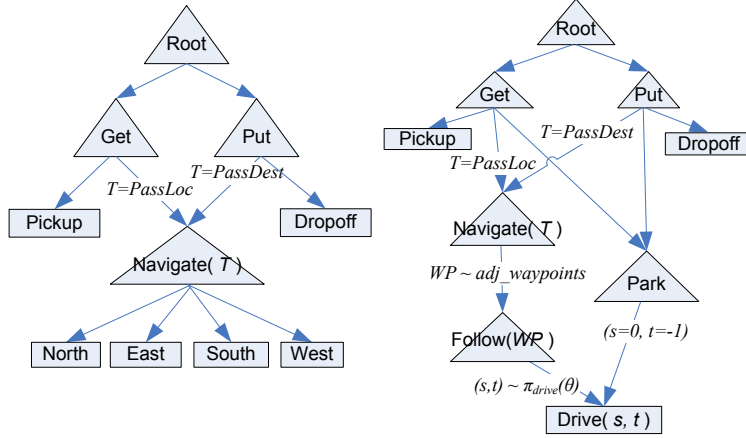 Root
Get
Put
T=PassLoc
T=PassDest
Pickup
Dropoff
Navigate( T )
North
East
South
West
Root
Get
Put
Pickup
T=PassDest
Dropoff
T=PassLoc
Navigate( T )
WP ~ adj_waypoints
Park
Follow(WP )
(s=0, t=-1)
(s,t) ~ πdrive(θ)
Drive( s, t )